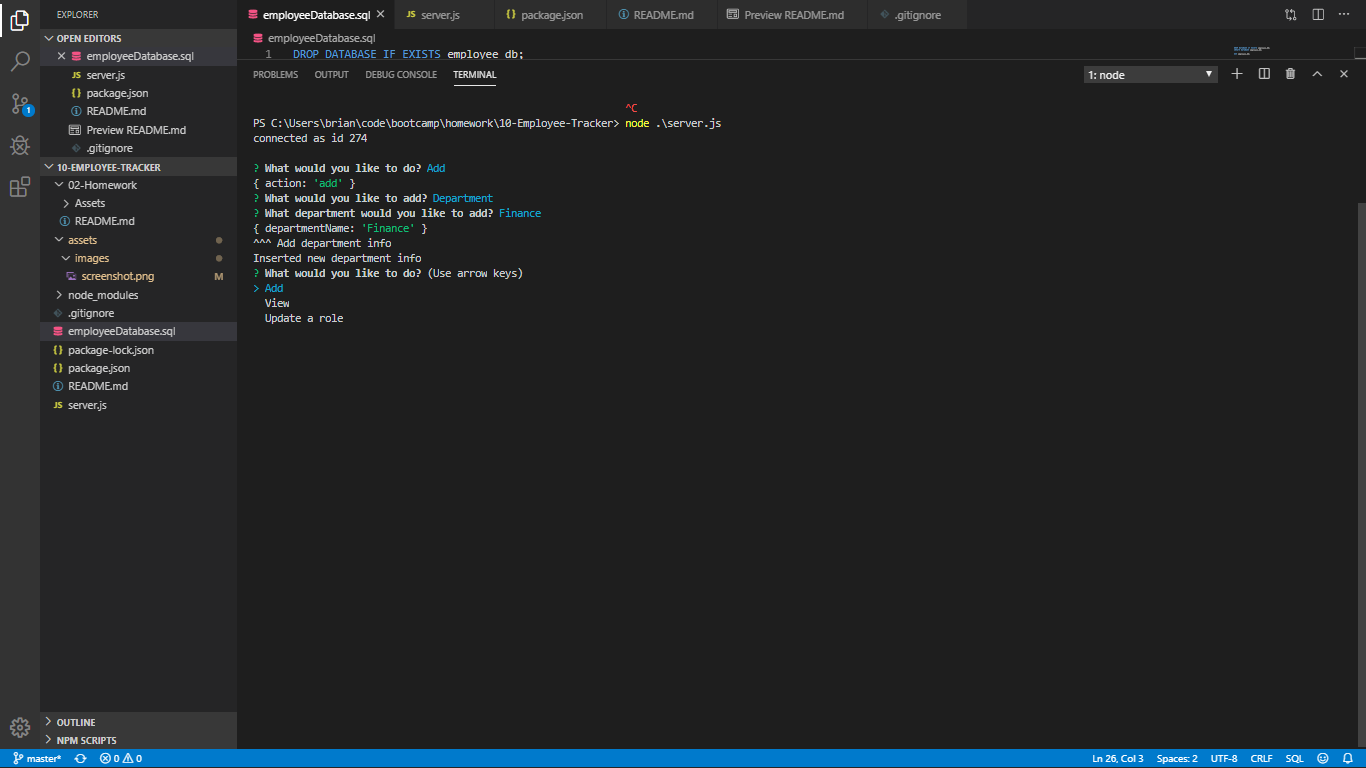 EXPLORER
OPEN EDITORS
employeeDatabase.sql
server.js
package.json
README.md
Preview README.md
.gitignore
10-EMPLOYEE-TRACKER
02-Homework
Assets
README.md
assets
images
screenshot.png M
node_modules
.gitignore
employeeDatabase.sql
package-lock.json
package.json
README.md
server.js
OUTLINE
NPM SCRIPTS
1
employeeDatabase.sql server.js package.json README.md Preview README.md .gitignore
employeeDatabase.sql
1 DROP DATABASE IF EXISTS employee_db;
PROBLEMS OUTPUT DEBUG CONSOLE TERMINAL 1: node
^C
PS C:\Users\brian\code\bootcamp\homework\10-Employee-Tracker> node .\server.js
connected as id 274
? What would you like to do? Add
{ action: 'add' }
? What would you like to add? Department
? What department would you like to add? Finance
{ departmentName: 'Finance' }
^^^ Add department info
Inserted new department info
? What would you like to do? (Use arrow keys)
> Add
View
Update a role
master* 0 0 Ln 26, Col 3 Spaces: 2 UTF-8 CRLF SQL